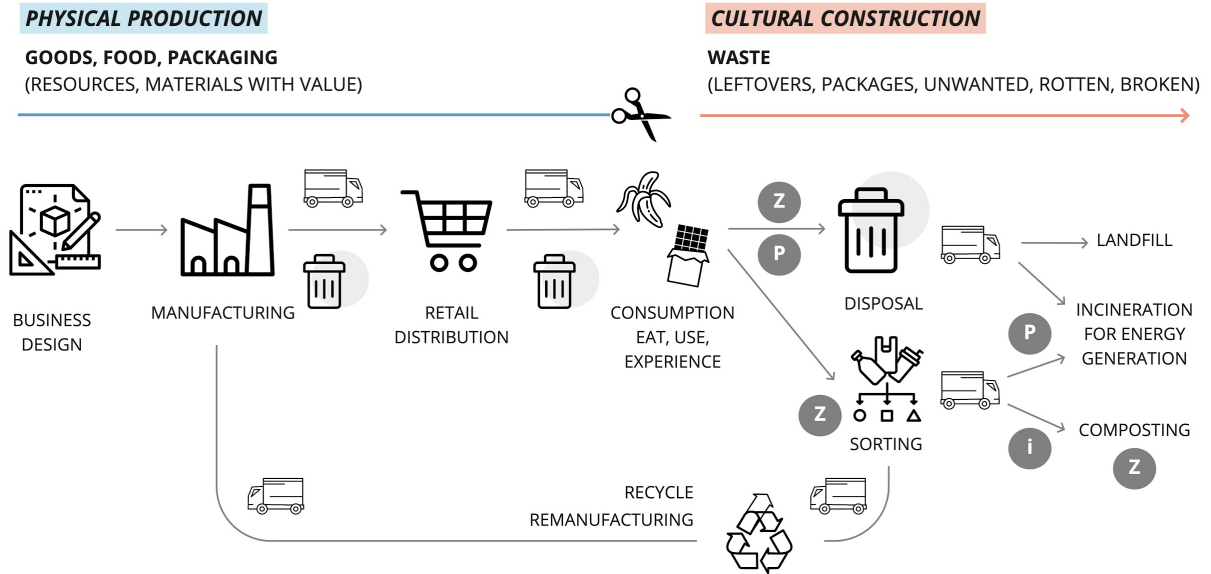 PHYSICAL PRODUCTION
GOODS, FOOD, PACKAGING
(RESOURCES, MATERIALS WITH VALUE)
CULTURAL CONSTRUCTION
WASTE
(LEFTOVERS, PACKAGES, UNWANTED, ROTTEN, BROKEN)
BUSINESS
DESIGN
MANUFACTURING
RETAIL
DISTRIBUTION
CONSUMPTION
EAT, USE,
EXPERIENCE
Z
P
DISPOSAL
LANDFILL
P
INCINERATION
FOR ENERGY
GENERATION
Z
SORTING
i
COMPOSTING
Z
RECYCLE
REMANUFACTURING